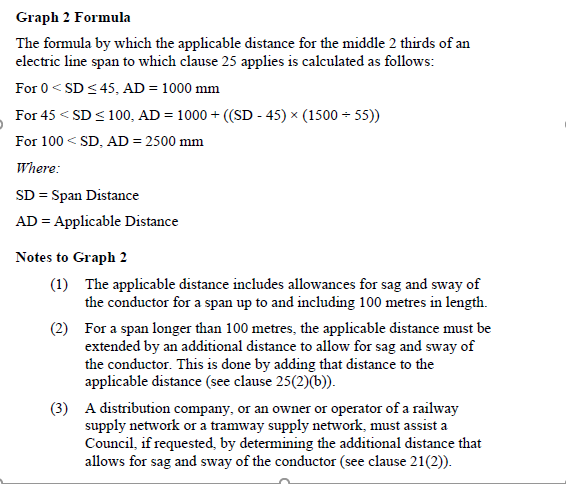 Graph 2 Formula
The formula by which the applicable distance for the middle 2 thirds of an
electric line span to which clause 25 applies is calculated as follows:
For 0 < SD ≤ 45, AD = 1000 mm
For 45 < SD ≤ 100, AD = 1000 + ((SD - 45) × (1500 ÷ 55))
For 100 < SD, AD = 2500 mm
Where:
SD = Span Distance
AD = Applicable Distance
Notes to Graph 2
(1) The applicable distance includes allowances for sag and sway of
the conductor for a span up to and including 100 metres in length.
(2) For a span longer than 100 metres, the applicable distance must be
extended by an additional distance to allow for sag and sway of
the conductor. This is done by adding that distance to the
applicable distance (see clause 25(2)(b)).
(3) A distribution company, or an owner or operator of a railway
supply network or a tramway supply network, must assist a
Council, if requested, by determining the additional distance that
allows for sag and sway of the conductor (see clause 21(2)).